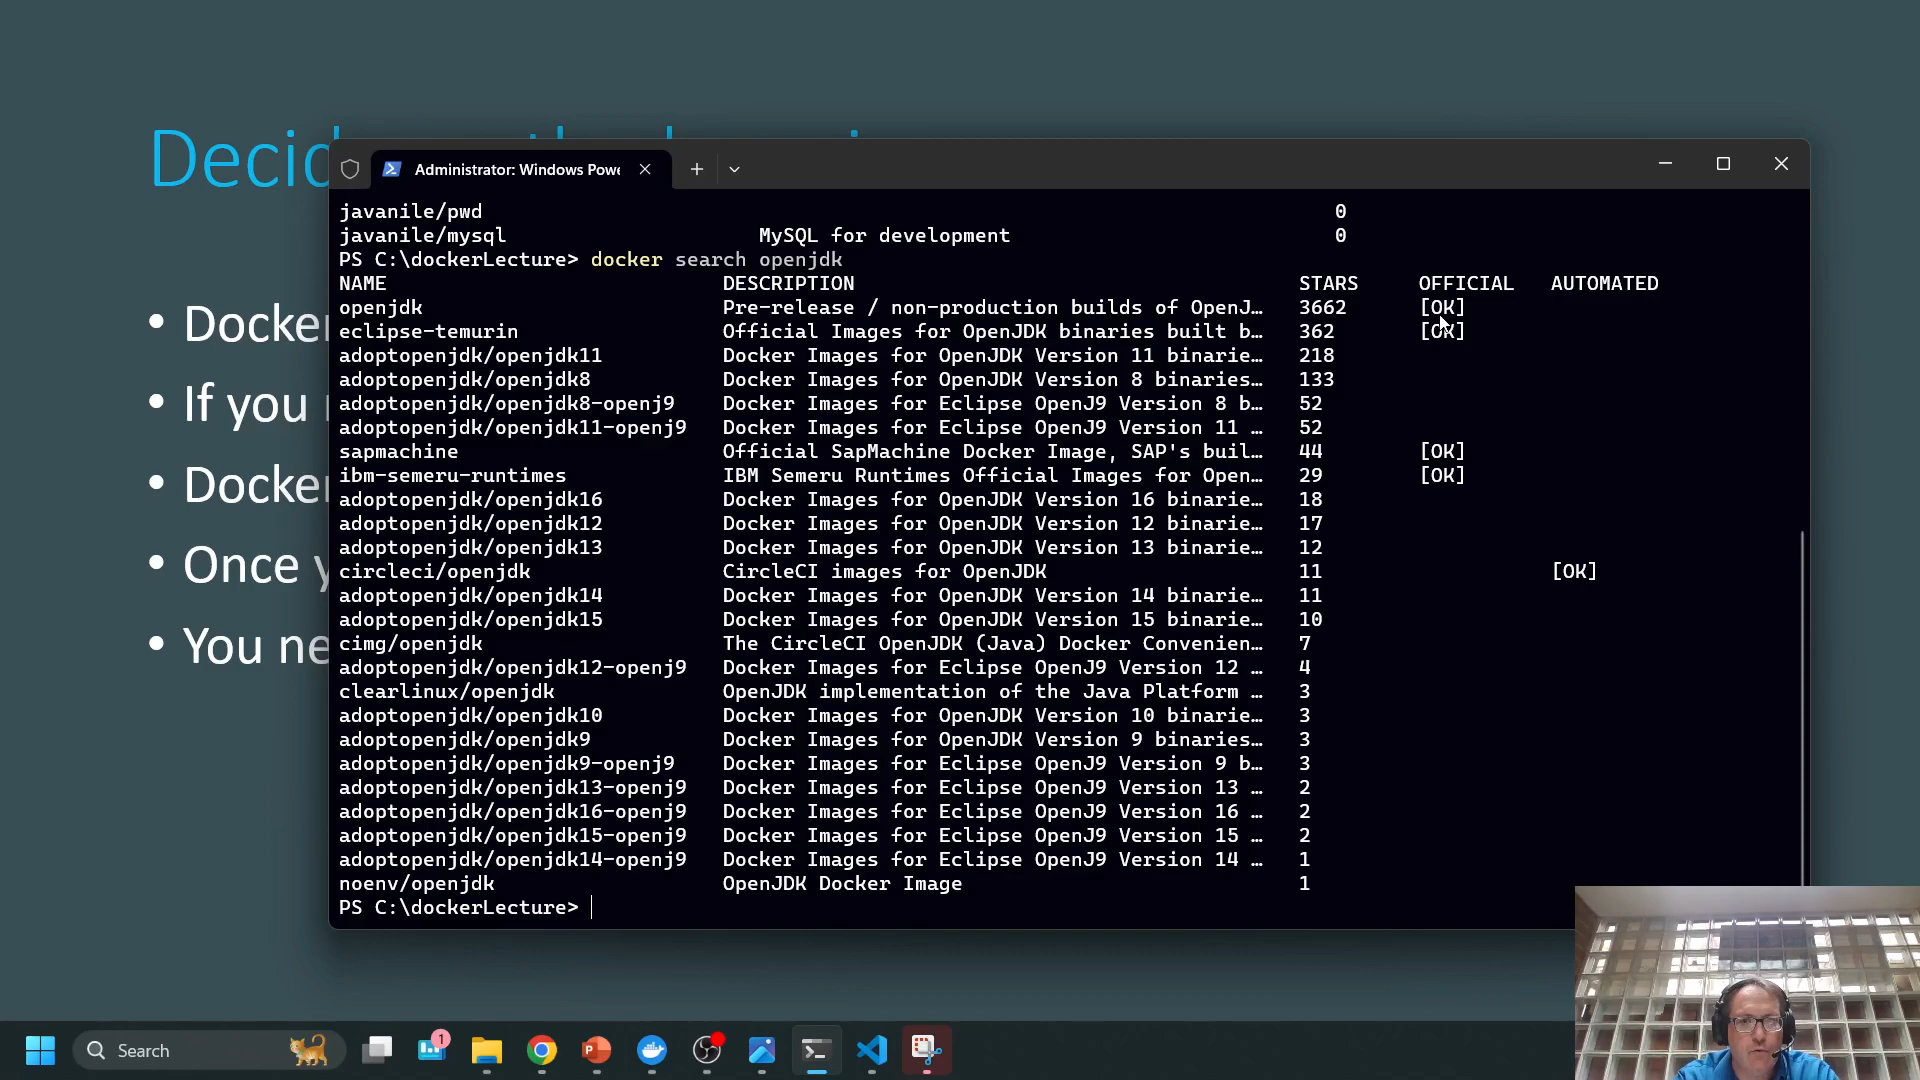 Decid
• Docker
• If you
• Docker
• Once y
• You ne
Administrator: Windows Powe
javanile/pwd 0
javanile/mysql MySQL for development 0
PS C:\dockerLecture> docker search openjdk
NAME DESCRIPTION STARS OFFICIAL AUTOMATED
openjdk Pre-release / non-production builds of OpenJ… 3662 [OK]
eclipse-temurin Official Images for OpenJDK binaries built b… 362 [OK]
adoptopenjdk/openjdk11 Docker Images for OpenJDK Version 11 binarie… 218
adoptopenjdk/openjdk8 Docker Images for OpenJDK Version 8 binaries… 133
adoptopenjdk/openjdk8-openj9 Docker Images for Eclipse OpenJ9 Version 8 b… 52
adoptopenjdk/openjdk11-openj9 Docker Images for Eclipse OpenJ9 Version 11 … 52
sapmachine Official SapMachine Docker Image, SAP's buil… 44 [OK]
ibm-semeru-runtimes IBM Semeru Runtimes Official Images for Open… 29 [OK]
adoptopenjdk/openjdk16 Docker Images for OpenJDK Version 16 binarie… 18
adoptopenjdk/openjdk12 Docker Images for OpenJDK Version 12 binarie… 17
adoptopenjdk/openjdk13 Docker Images for OpenJDK Version 13 binarie… 12
circleci/openjdk CircleCI images for OpenJDK 11 [OK]
adoptopenjdk/openjdk14 Docker Images for OpenJDK Version 14 binarie… 11
adoptopenjdk/openjdk15 Docker Images for OpenJDK Version 15 binarie… 10
cimg/openjdk The CircleCI OpenJDK (Java) Docker Convenien… 7
adoptopenjdk/openjdk12-openj9 Docker Images for Eclipse OpenJ9 Version 12 … 4
clearlinux/openjdk OpenJDK implementation of the Java Platform … 3
adoptopenjdk/openjdk10 Docker Images for OpenJDK Version 10 binarie… 3
adoptopenjdk/openjdk9 Docker Images for OpenJDK Version 9 binaries… 3
adoptopenjdk/openjdk9-openj9 Docker Images for Eclipse OpenJ9 Version 9 b… 3
adoptopenjdk/openjdk13-openj9 Docker Images for Eclipse OpenJ9 Version 13 … 2
adoptopenjdk/openjdk16-openj9 Docker Images for Eclipse OpenJ9 Version 16 … 2
adoptopenjdk/openjdk15-openj9 Docker Images for Eclipse OpenJ9 Version 15 … 2
adoptopenjdk/openjdk14-openj9 Docker Images for Eclipse OpenJ9 Version 14 … 1
noenv/openjdk OpenJDK Docker Image 1
PS C:\dockerLecture>
Search
1